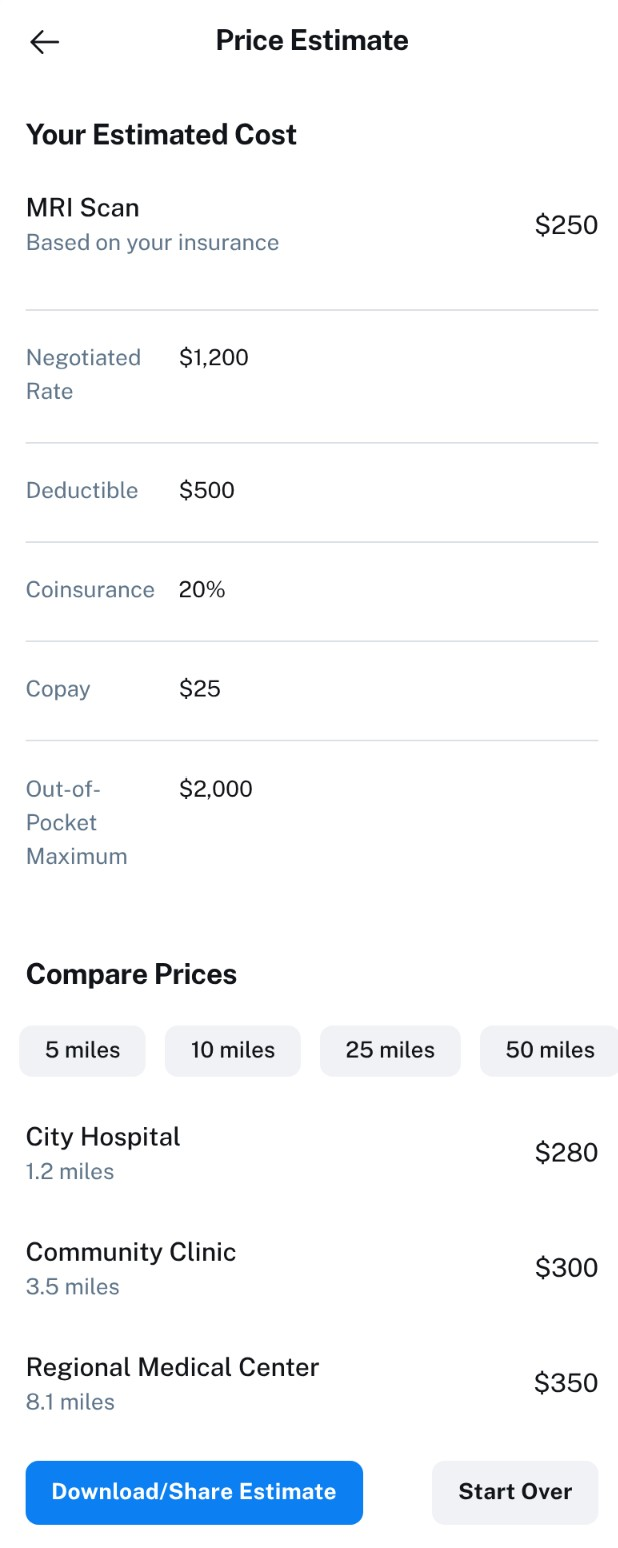 Price Estimate
Your Estimated Cost
MRI Scan
Based on your insurance
$250
Negotiated
Rate
$1,200
Deductible
$500
Coinsurance
20%
Copay
$25
Out-of-
Pocket
Maximum
$2,000
Compare Prices
5 miles
10 miles
25 miles
50 miles
City Hospital
1.2 miles
$280
Community Clinic
3.5 miles
$300
Regional Medical Center
8.1 miles
$350
Download/Share Estimate
Start Over